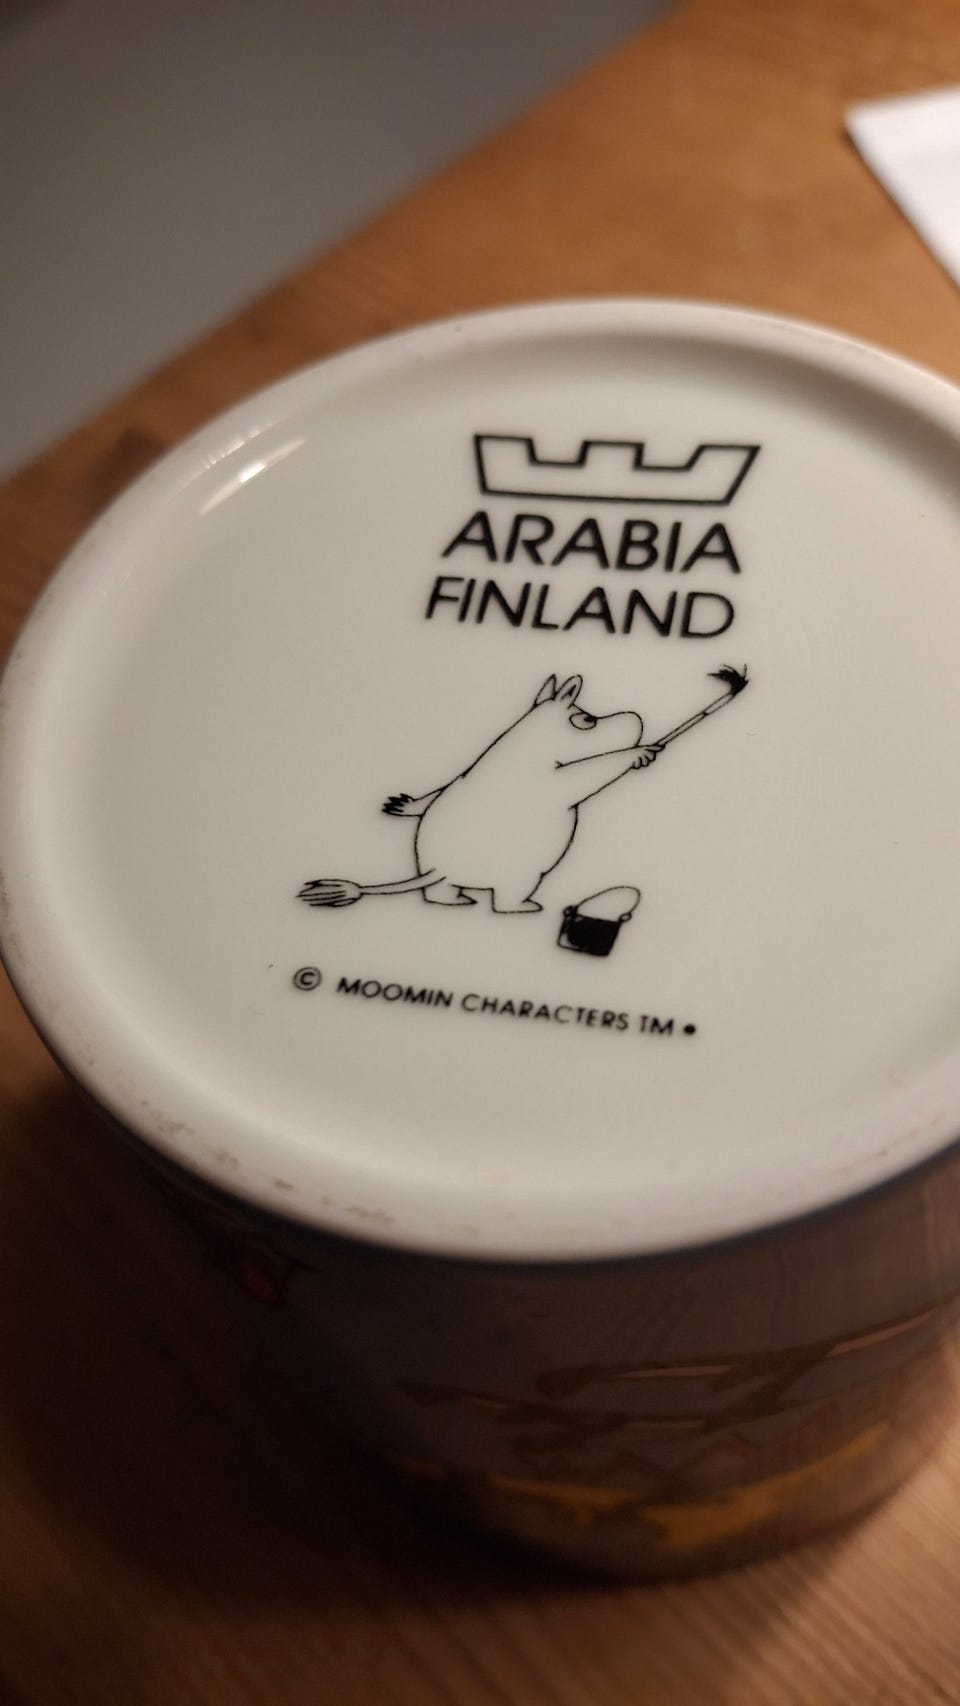 ARABIA
FINLAND
© MOOMIN CHARACTERS TM •